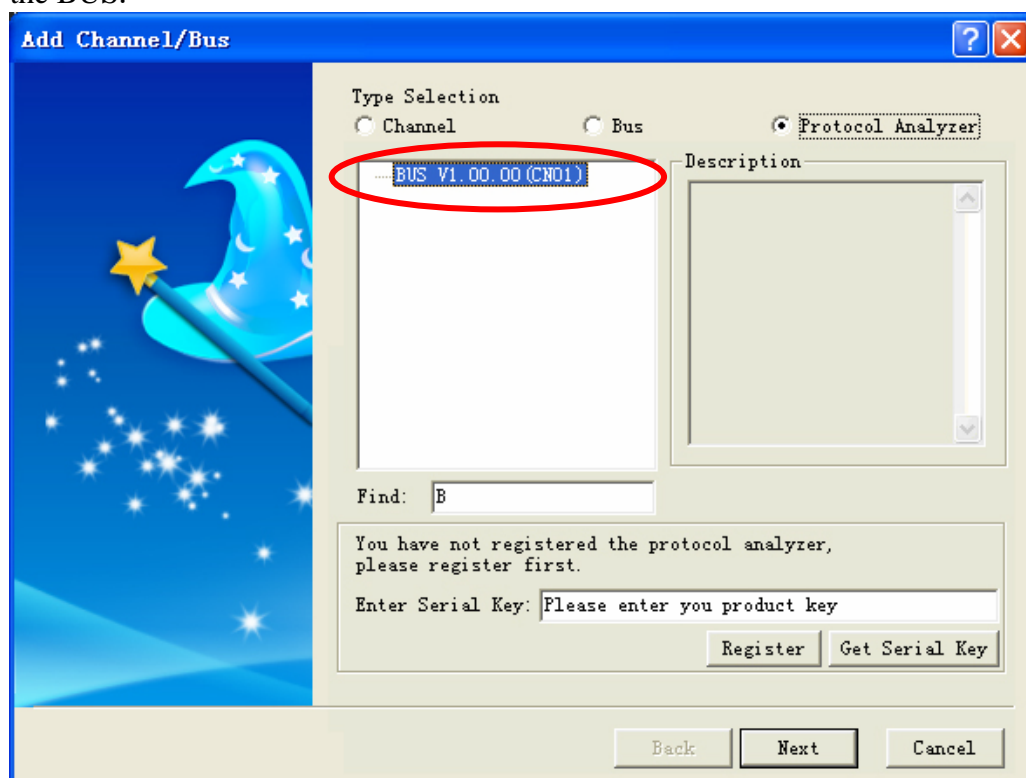 the BUS.
Add Channel/Bus
Type Selection
Channel Bus Protocol Analyzer
BUS V1.00.00(CN01)
Description
Find: B
You have not registered the protocol analyzer,
please register first.
Enter Serial Key: Please enter you product key
Register Get Serial Key
Back Next Cancel